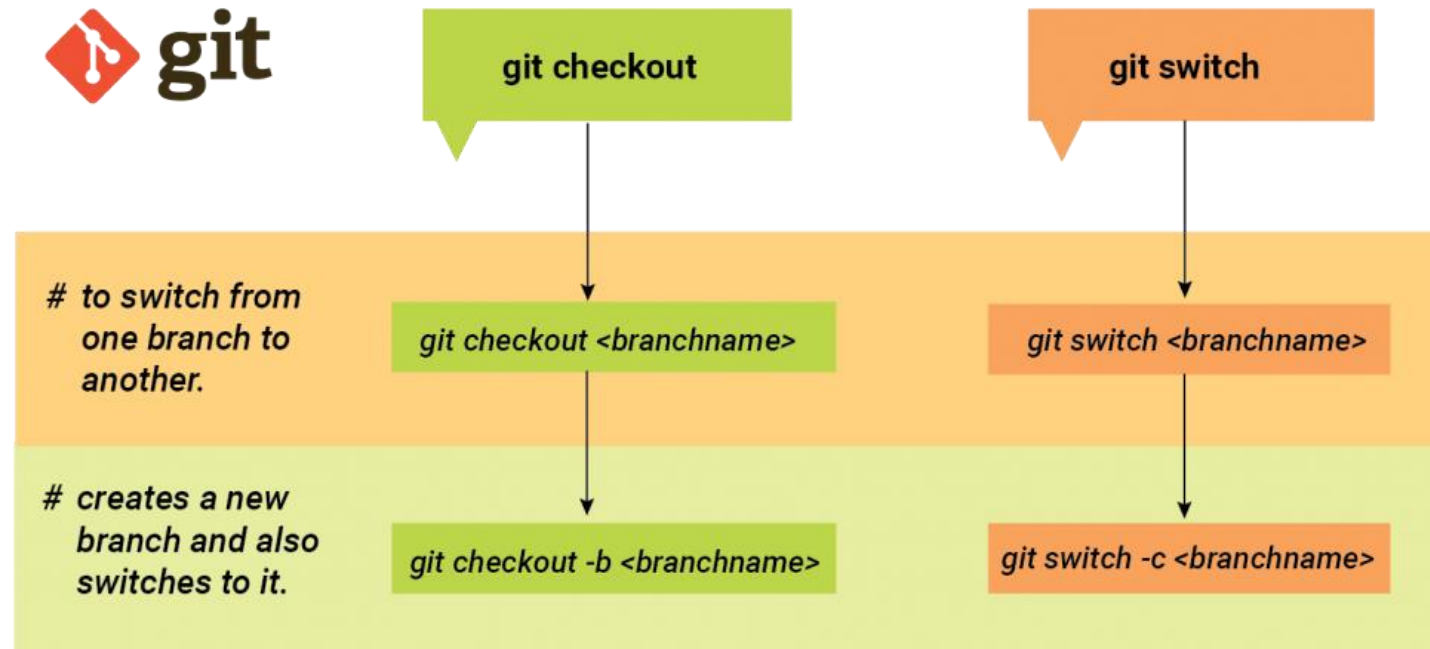 git
git checkout
git switch
# to switch from
one branch to
another.
git checkout <branchname>
git switch <branchname>
# creates a new
branch and also
switches to it.
git checkout -b <branchname>
git switch -c <branchname>